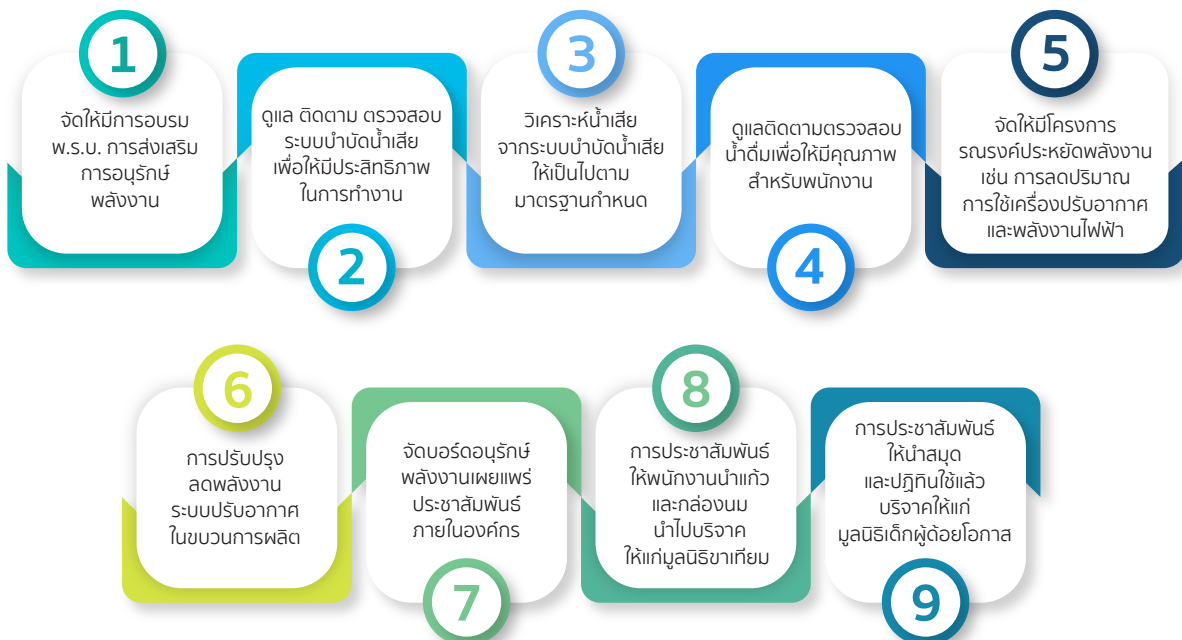 1
จัดให้มีการอบรม
พ.ร.บ. การส่งเสริม
การอนุรักษ์
พลังงาน
ดูแล ติดตาม ตรวจสอบ
ระบบบำบัดน้ำเสีย
เพื่อให้มีประสิทธิภาพ
ในการทำงาน
2
3
วิเคราะห์น้ำเสีย
จากระบบบำบัดน้ำเสีย
ให้เป็นไปตาม
มาตรฐานกำหนด
ดูแลติดตามตรวจสอบ
น้ำดื่มเพื่อให้มีคุณภาพ
สำหรับพนักงาน
4
5
จัดให้มีโครงการ
รณรงค์ประหยัดพลังงาน
เช่น การลดปริมาณ
การใช้เครื่องปรับอากาศ
และพลังงานไฟฟ้า
6
การปรับปรุง
ลดพลังงาน
ระบบปรับอากาศ
ในขบวนการผลิต
จัดบอร์ดอนุรักษ์
พลังงานเผยแพร่
ประชาสัมพันธ์
ภายในองค์กร
7
8
การประชาสัมพันธ์
ให้พนักงานนำแก้ว
และกล่องนม
นำไปบริจาค
ให้แก่มูลนิธิขาเทียม
การประชาสัมพันธ์
ให้นำสมุด
และปฏิทินใช้แล้ว
บริจาคให้แก่
มูลนิธิเด็กผู้ด้อยโอกาส
9